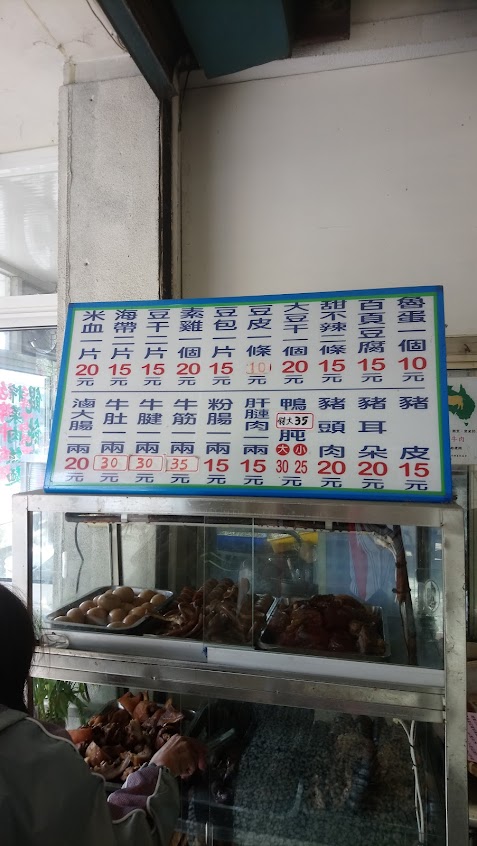 魯蛋一個10元
百頁豆腐15元
甜不辣一條15元
大豆干一個20元
豆皮一條10元
豆包一片15元
素雞一個20元
豆干一片15元
海帶二片15元
米血一片20元
豬皮15元
豬耳朵20元
豬頭肉20元
鴨肫特大35大30小25元
肝腱肉一兩15元
粉腸一兩15元
牛筋一兩35元
牛腱一兩30元
牛肚一兩30元
滷大腸一兩20元
牛肉